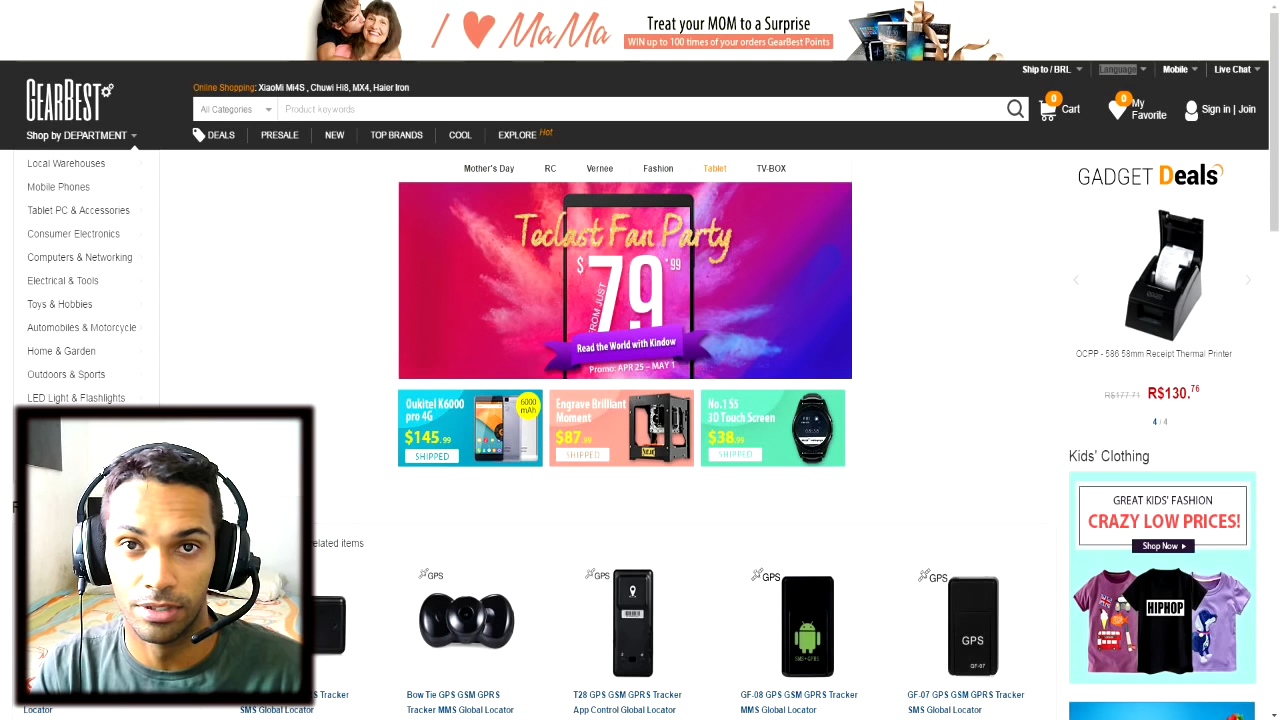 I ♥ MaMa
Treat your MOM to a Surprise
WIN up to 100 times of your orders GearBest Points
Ship to / BRL
Language
Mobile
Live Chat
GEARBEST
Online Shopping: XiaoMi Mi4S , Chuwi Hi8, MX4, Haier Iron
All Categories
Product keywords
0
Cart
0
My
Favorite
Sign in | Join
Shop by DEPARTMENT
DEALS
PRESALE
NEW
TOP BRANDS
COOL
EXPLORE Hot
Local Warehouses
Mobile Phones
Tablet PC & Accessories
Consumer Electronics
Computers & Networking
Electrical & Tools
Toys & Hobbies
Automobiles & Motorcycle
Home & Garden
Outdoors & Sports
LED Light & Flashlights
Mother's Day
RC
Vernee
Fashion
Tablet
TV-BOX
Teclast Fan Party
FROM JUST
$79.99
Read the World with Kindow
Promo: APR 25 – MAY 1
Oukitel K6000
pro 4G
6000
mAh
$145.99
SHIPPED
Engrave Brilliant
Moment
$87.99
SHIPPED
No.1 S5
3D Touch Screen
$38.99
SHIPPED
GADGET Deals
OCPP - 586 58mm Receipt Thermal Printer
R$177.71 R$130.76
4 / 4
Kids' Clothing
GREAT KIDS' FASHION
CRAZY LOW PRICES!
Shop Now
HIPHOP
elated items
GPS
GPS
GPS
GPS
GPS
GF-07
Locator
S Tracker
SMS Global Locator
Bow Tie GPS GSM GPRS
Tracker MMS Global Locator
T28 GPS GSM GPRS Tracker
App Control Global Locator
SMS+GPRS
GF-08 GPS GSM GPRS Tracker
MMS Global Locator
GF-07 GPS GSM GPRS Tracker
SMS Global Locator